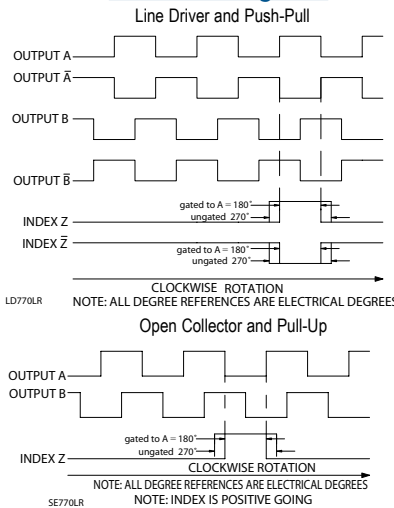 Line Driver and Push-Pull
OUTPUT A
OUTPUT A̅
OUTPUT B
OUTPUT B̅
gated to A = 180°
ungated 270°
INDEX Z
INDEX Z̅
gated to A = 180°
ungated 270°
CLOCKWISE ROTATION
LD770LR
NOTE: ALL DEGREE REFERENCES ARE ELECTRICAL DEGREES
Open Collector and Pull-Up
OUTPUT A
OUTPUT B
gated to A = 180°
ungated 270°
INDEX Z
CLOCKWISE ROTATION
NOTE: ALL DEGREE REFERENCES ARE ELECTRICAL DEGREES
SE770LR
NOTE: INDEX IS POSITIVE GOING